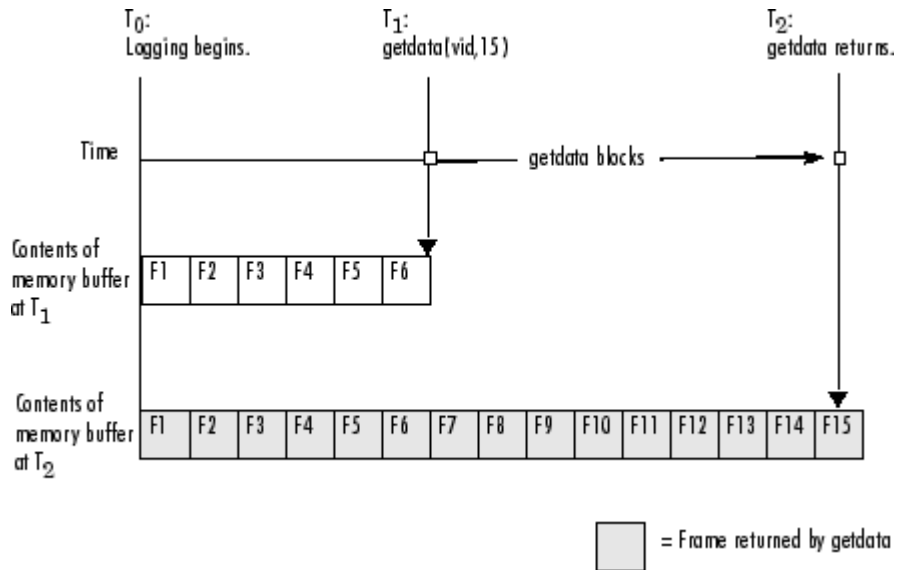 T0:
Logging begins.
T1:
getdata(vid,15)
T2:
getdata returns.
Time
getdata blocks
Contents of
memory buffer
at T1
F1 F2 F3 F4 F5 F6
Contents of
memory buffer
at T2
F1 F2 F3 F4 F5 F6 F7 F8 F9 F10 F11 F12 F13 F14 F15
= Frame returned by getdata